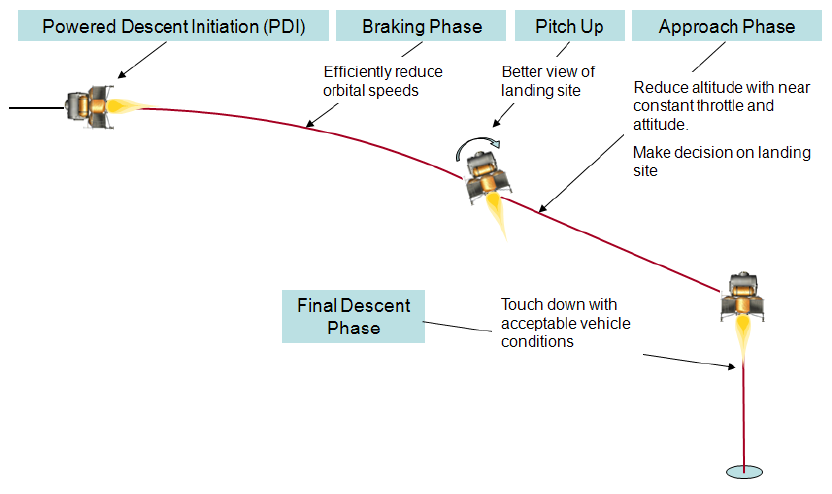 Powered Descent Initiation (PDI)
Braking Phase
Pitch Up
Approach Phase
Efficiently reduce
orbital speeds
Better view of
landing site
Reduce altitude with near
constant throttle and
attitude.
Make decision on landing
site
Final Descent
Phase
Touch down with
acceptable vehicle
conditions